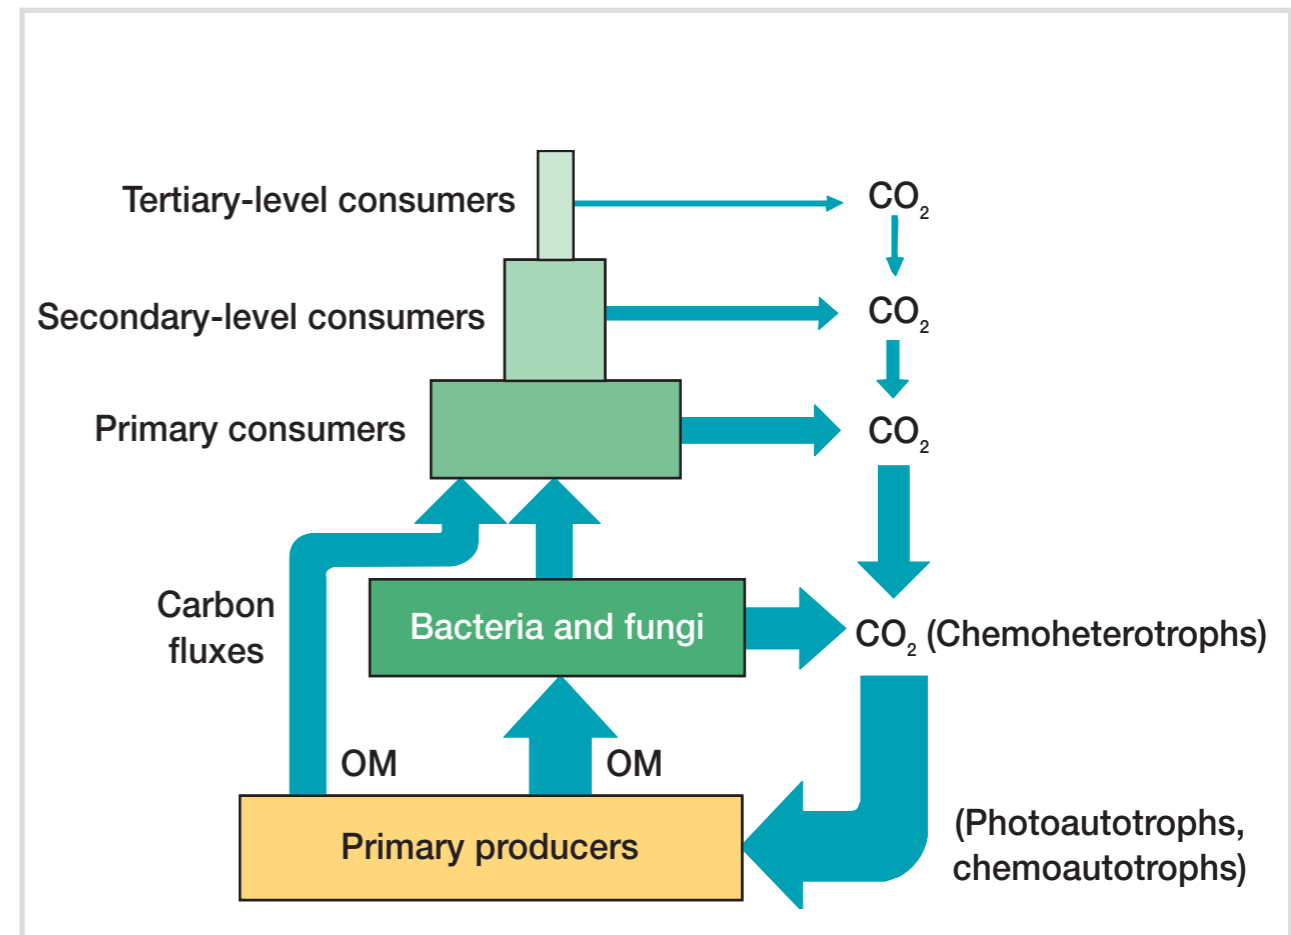 Tertiary-level consumers
CO₂
Secondary-level consumers
CO₂
Primary consumers
CO₂
Carbon
fluxes
Bacteria and fungi
CO₂ (Chemoheterotrophs)
OM
OM
Primary producers
(Photoautotrophs,
chemoautotrophs)